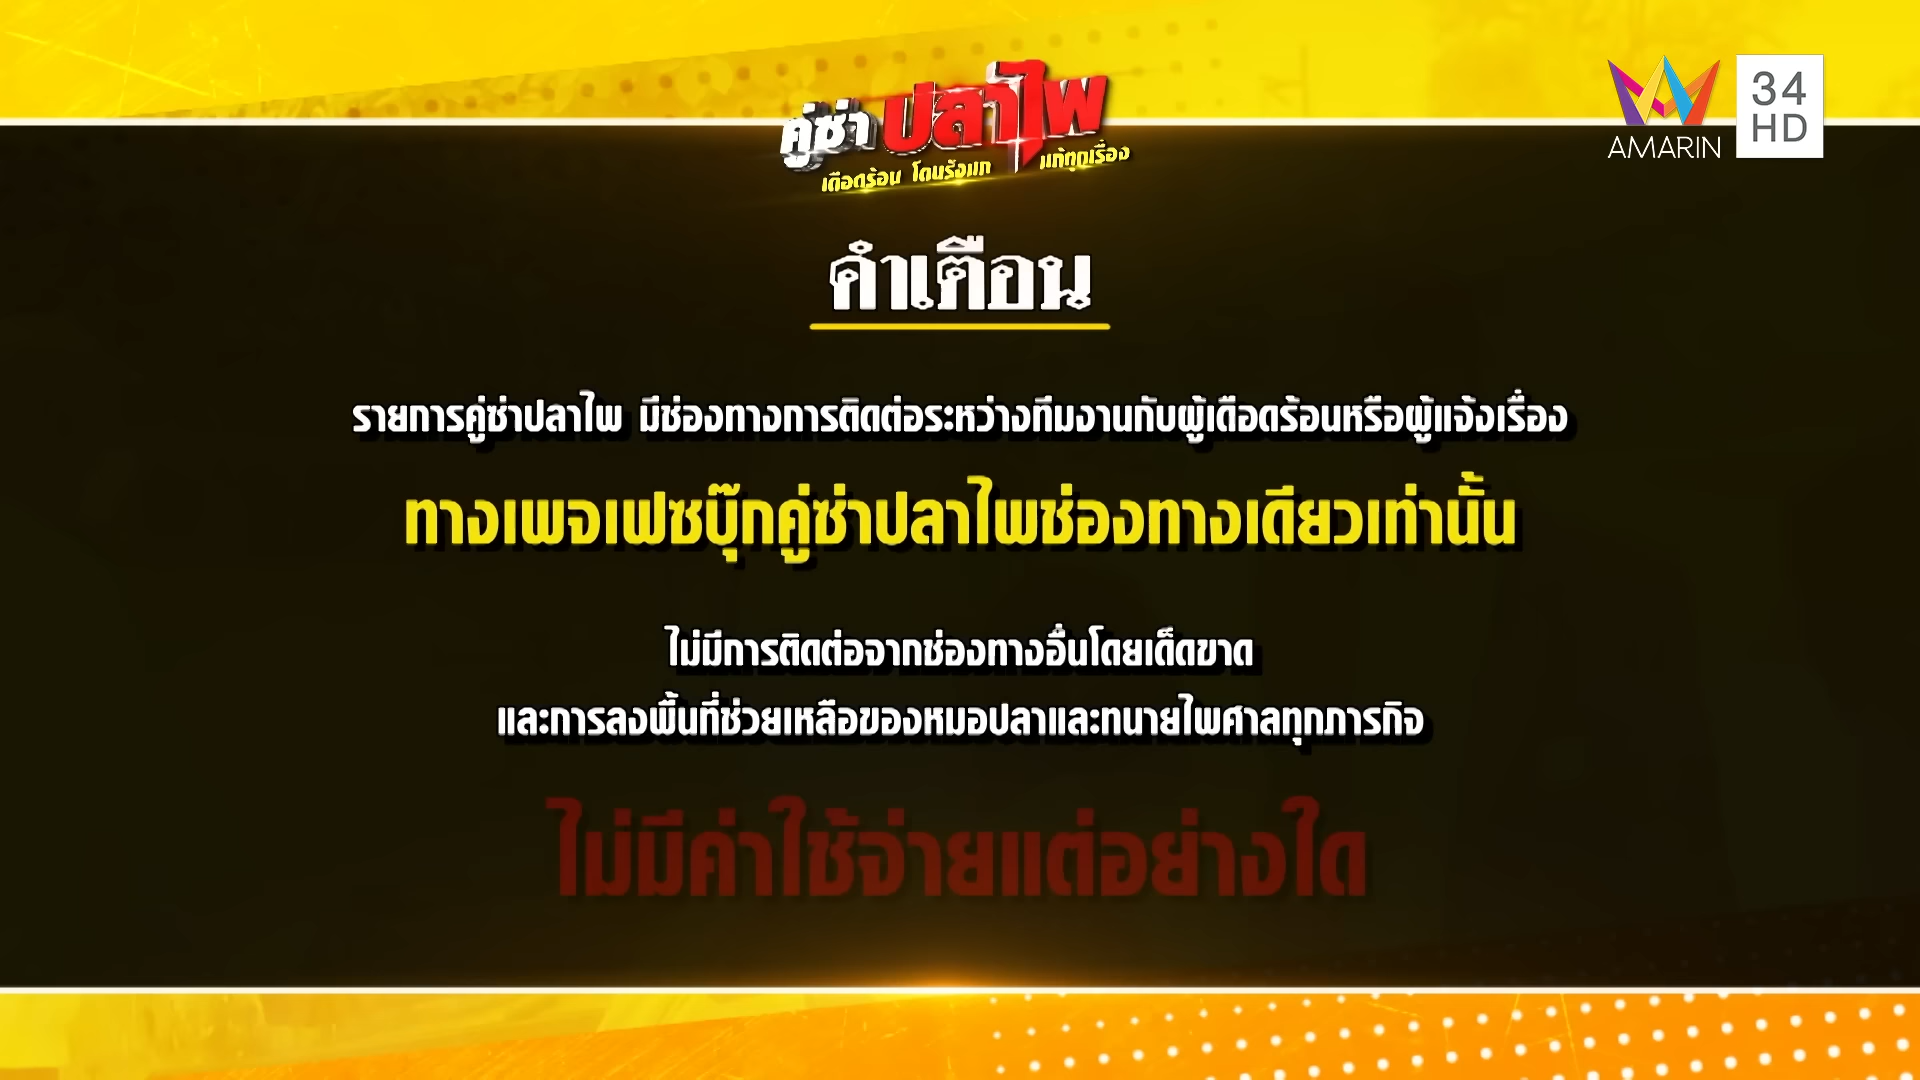 AMARIN
34
HD
คู่ซ่า ปลาไพ
เดือดร้อน โดนรังแก แก้ทุกเรื่อง
คำเตือน
รายการคู่ซ่าปลาไพ มีช่องทางการติดต่อระหว่างทีมงานกับผู้เดือดร้อนหรือผู้แจ้งเรื่อง
ทางเพจเฟซบุ๊กคู่ซ่าปลาไพช่องทางเดียวเท่านั้น
ไม่มีการติดต่อจากช่องทางอื่นโดยเด็ดขาด
และการลงพื้นที่ช่วยเหลือของหมอปลาและทนายไพศาลทุกภารกิจ
ไม่มีค่าใช้จ่ายแต่อย่างใด